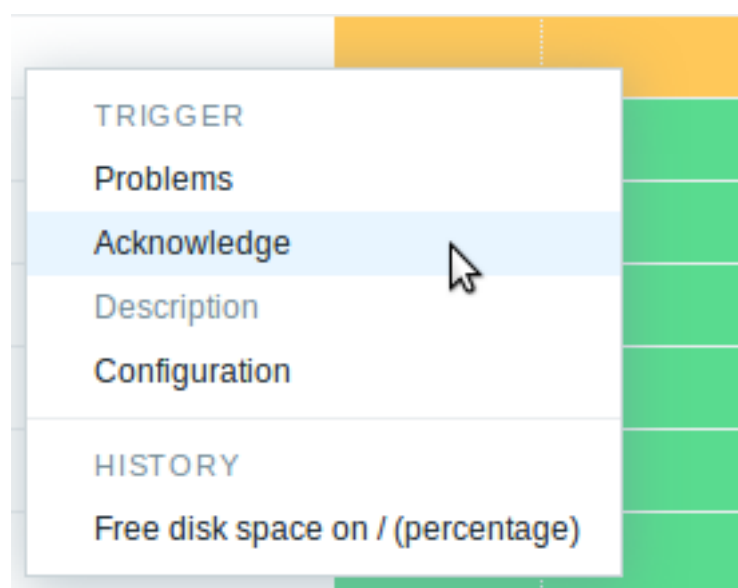 TRIGGER
Problems
Acknowledge
Description
Configuration
HISTORY
Free disk space on / (percentage)